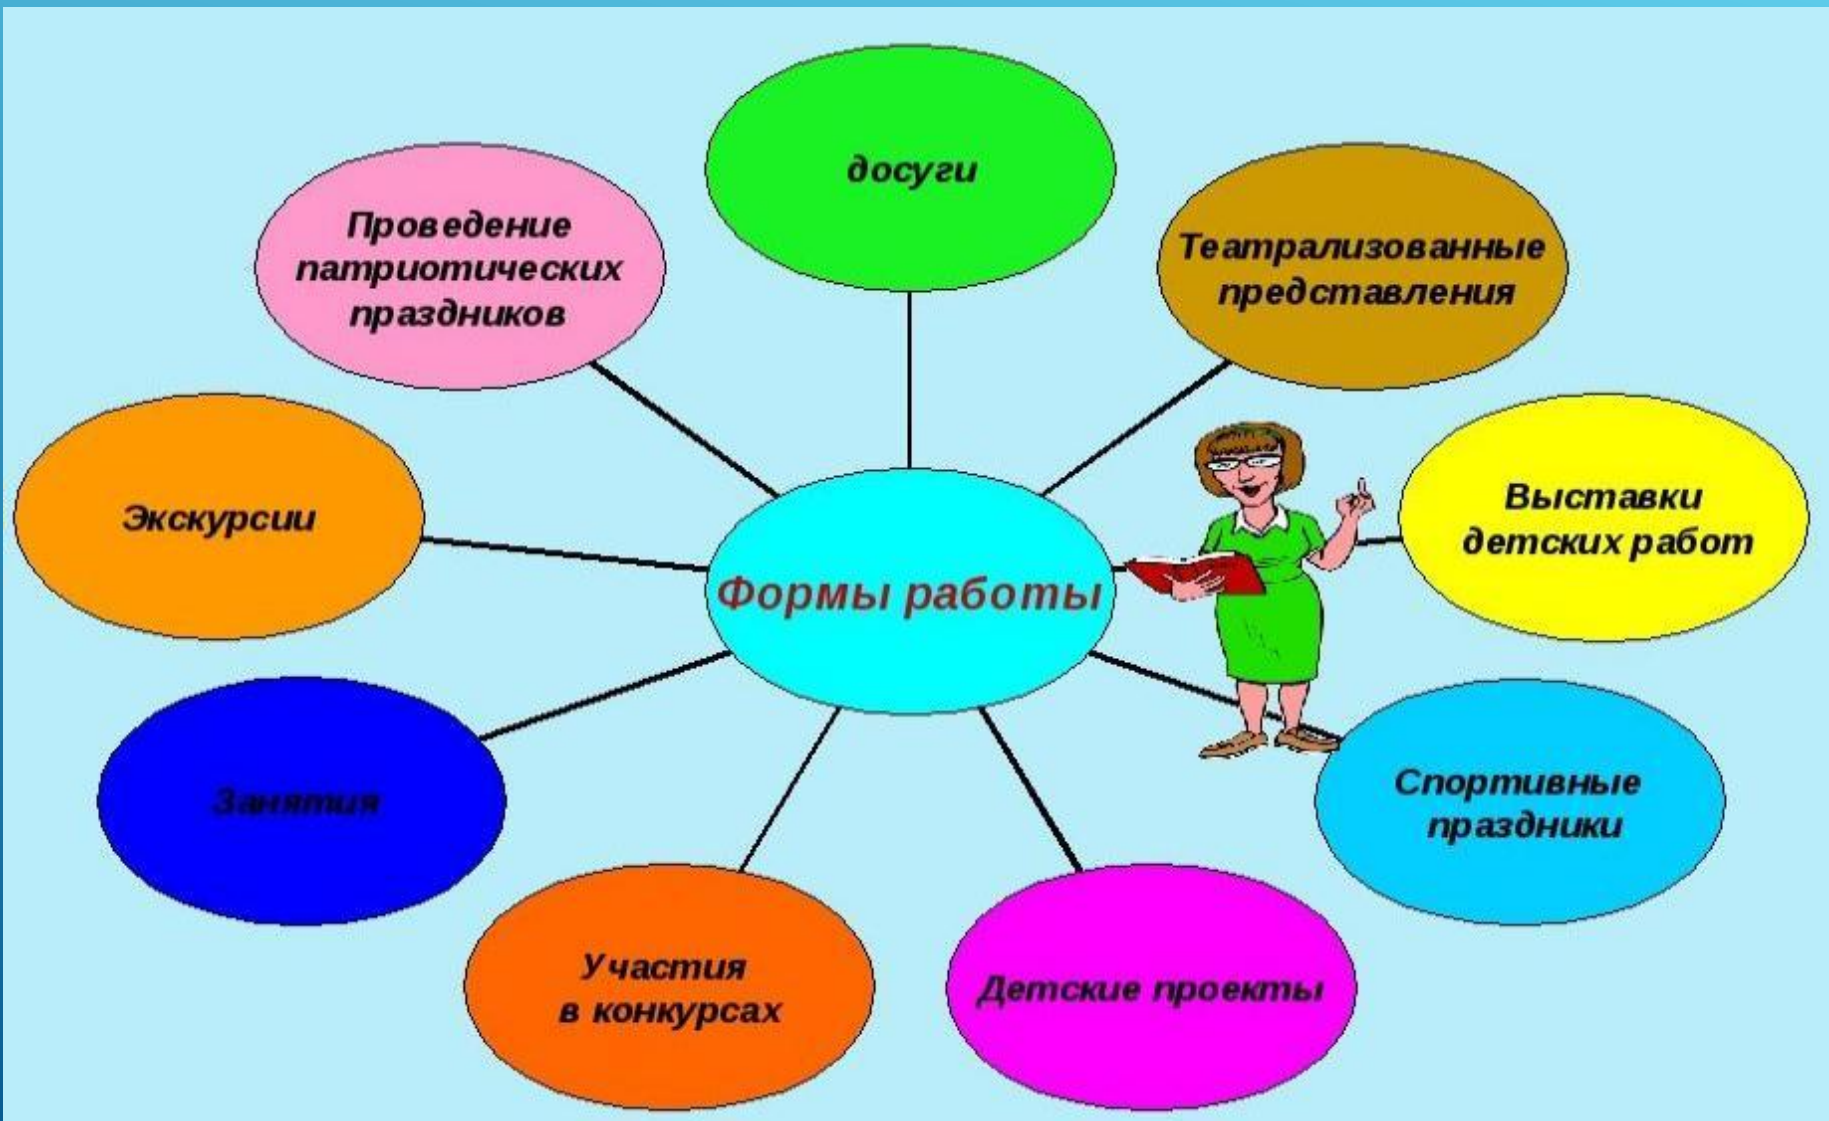 досуги
Проведение
патриотических
праздников
Театрализованные
представления
Экскурсии
Выставки
детских работ
Формы работы
Занятия
Спортивные
праздники
Участия
в конкурсах
Детские проекты